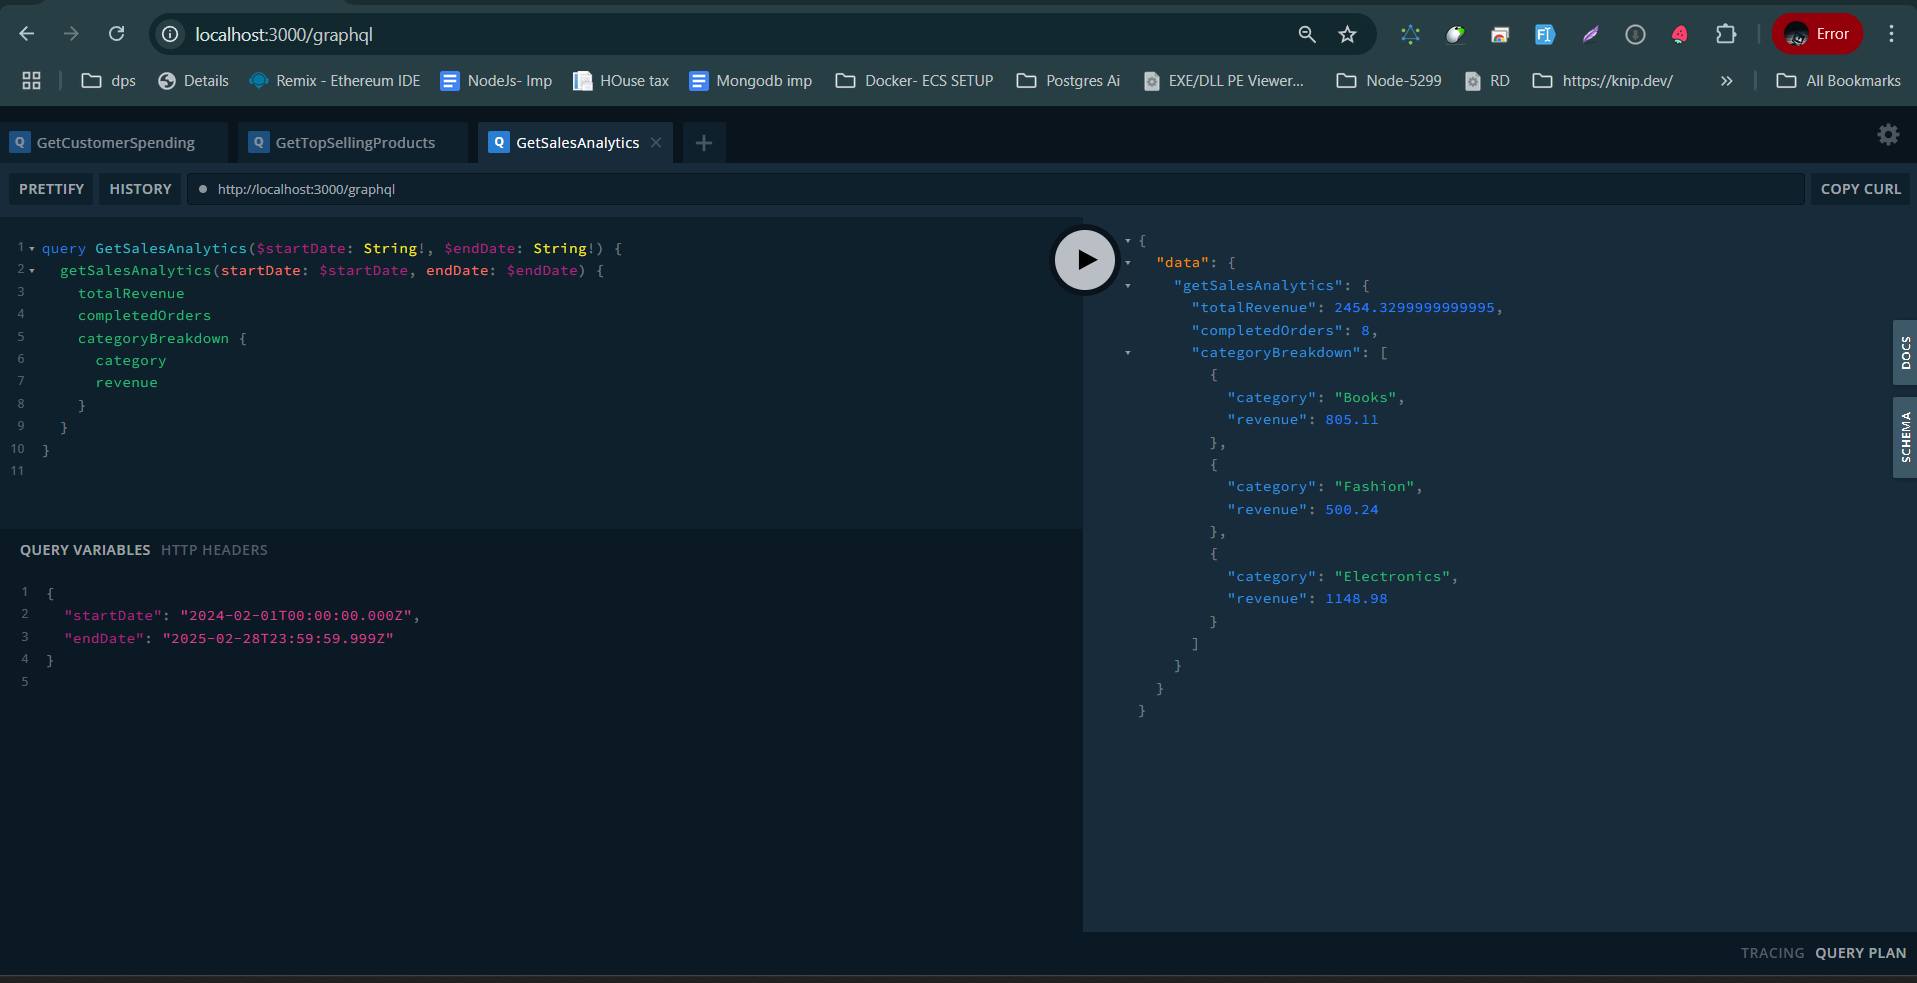 localhost:3000/graphql
Error
dps
Details
Remix - Ethereum IDE
NodeJs- Imp
HOuse tax
Mongodb imp
Docker- ECS SETUP
Postgres Ai
EXE/DLL PE Viewer...
Node-5299
RD
https://knip.dev/
»
All Bookmarks
Q GetCustomerSpending
Q GetTopSellingProducts
Q GetSalesAnalytics
PRETTIFY
HISTORY
http://localhost:3000/graphql
COPY CURL
1 query GetSalesAnalytics($startDate: String!, $endDate: String!) {
2 getSalesAnalytics(startDate: $startDate, endDate: $endDate) {
3 totalRevenue
4 completedOrders
5 categoryBreakdown {
6 category
7 revenue
8 }
9 }
10 }
11
QUERY VARIABLES HTTP HEADERS
1 {
2 "startDate": "2024-02-01T00:00:00.000Z",
3 "endDate": "2025-02-28T23:59:59.999Z"
4 }
5
{
"data": {
"getSalesAnalytics": {
"totalRevenue": 2454.3299999999995,
"completedOrders": 8,
"categoryBreakdown": [
{
"category": "Books",
"revenue": 805.11
},
{
"category": "Fashion",
"revenue": 500.24
},
{
"category": "Electronics",
"revenue": 1148.98
}
]
}
}
}
DOCS
SCHEMA
TRACING QUERY PLAN